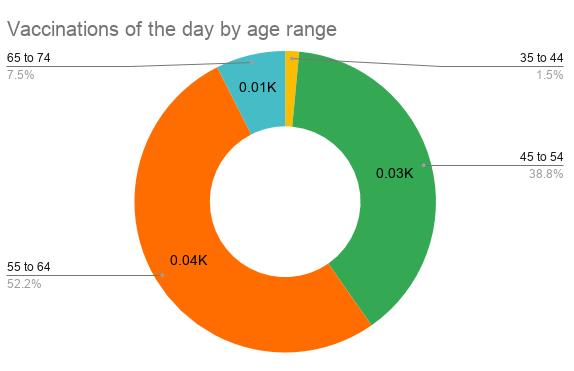 Vaccinations of the day by age range
65 to 74
7.5%
35 to 44
1.5%
0.01K
45 to 54
38.8%
0.03K
0.04K
55 to 64
52.2%